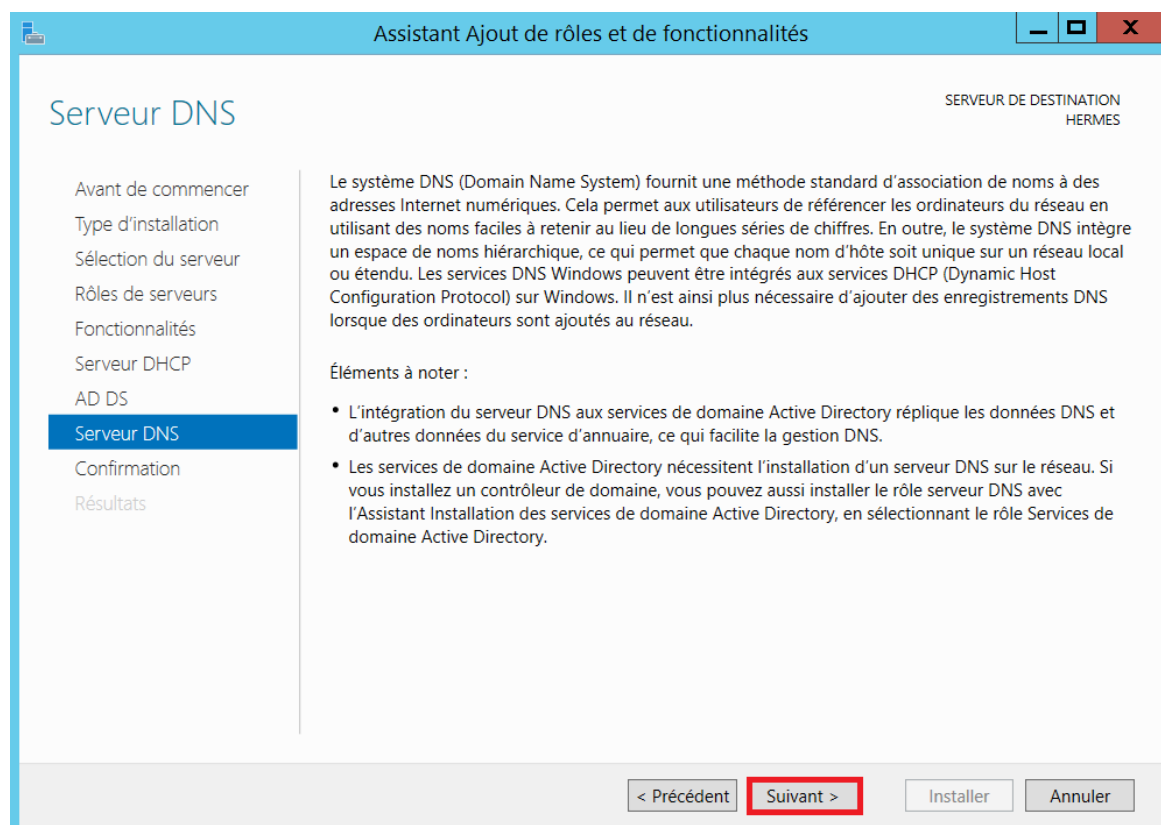 Assistant Ajout de rôles et de fonctionnalités
Serveur DNS
SERVEUR DE DESTINATION
HERMES
Avant de commencer
Type d'installation
Sélection du serveur
Rôles de serveurs
Fonctionnalités
Serveur DHCP
AD DS
Serveur DNS
Confirmation
Résultats
Le système DNS (Domain Name System) fournit une méthode standard d'association de noms à des
adresses Internet numériques. Cela permet aux utilisateurs de référencer les ordinateurs du réseau en
utilisant des noms faciles à retenir au lieu de longues séries de chiffres. En outre, le système DNS intègre
un espace de noms hiérarchique, ce qui permet que chaque nom d'hôte soit unique sur un réseau local
ou étendu. Les services DNS Windows peuvent être intégrés aux services DHCP (Dynamic Host
Configuration Protocol) sur Windows. Il n'est ainsi plus nécessaire d'ajouter des enregistrements DNS
lorsque des ordinateurs sont ajoutés au réseau.
Éléments à noter :
• L'intégration du serveur DNS aux services de domaine Active Directory réplique les données DNS et
d'autres données du service d'annuaire, ce qui facilite la gestion DNS.
• Les services de domaine Active Directory nécessitent l'installation d'un serveur DNS sur le réseau. Si
vous installez un contrôleur de domaine, vous pouvez aussi installer le rôle serveur DNS avec
l'Assistant Installation des services de domaine Active Directory, en sélectionnant le rôle Services de
domaine Active Directory.
< Précédent Suivant > Installer Annuler